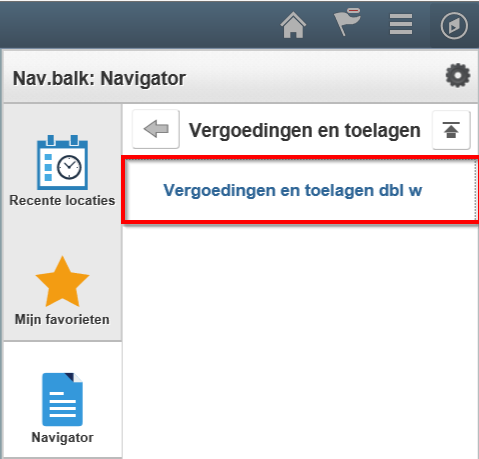 Nav.balk: Navigator
Vergoedingen en toelagen
Vergoedingen en toelagen dbl w
Recente locaties
Mijn favorieten
Navigator